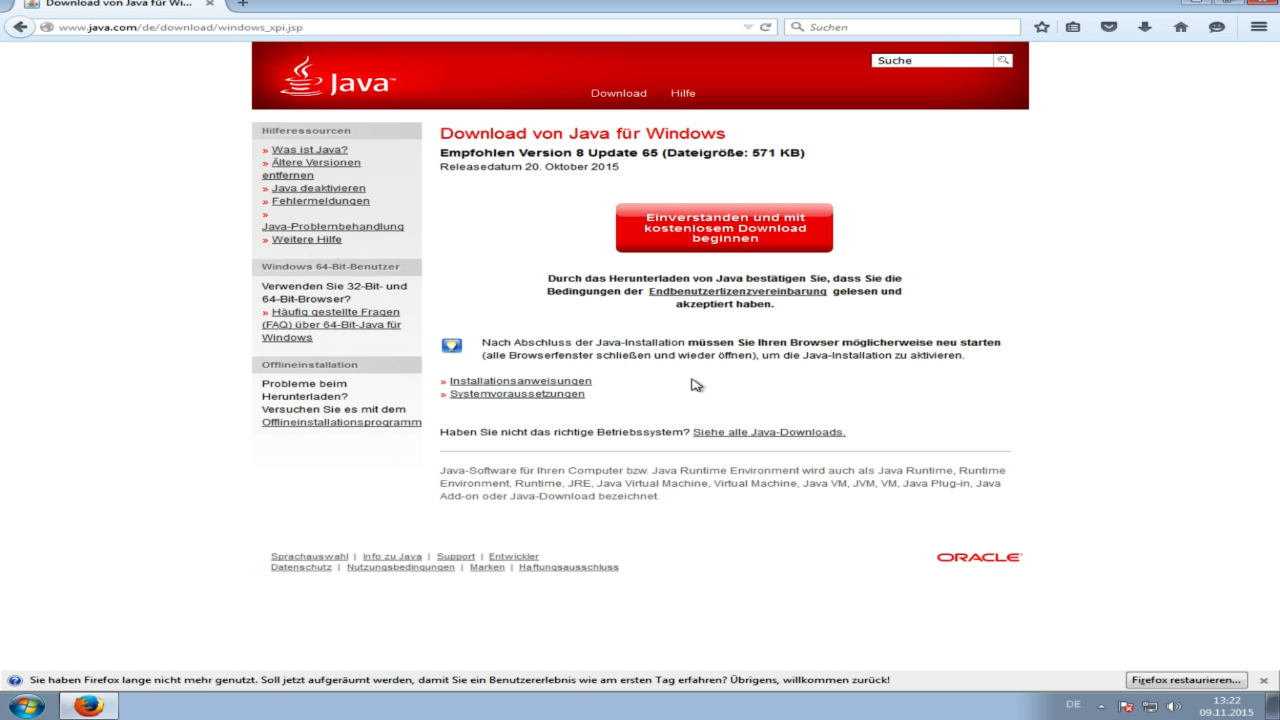 Download von Java für Wi...
www.java.com/de/download/windows_xpi.jsp
Suchen
Java™
Suche
Download
Hilfe
Hilferessourcen
» Was ist Java?
» Ältere Versionen
entfernen
» Java deaktivieren
» Fehlermeldungen
»
Java-Problembehandlung
» Weitere Hilfe
Windows 64-Bit-Benutzer
Verwenden Sie 32-Bit- und
64-Bit-Browser?
» Häufig gestellte Fragen
(FAQ) über 64-Bit-Java für
Windows
Offlineinstallation
Probleme beim
Herunterladen?
Versuchen Sie es mit dem
Offlineinstallationsprogramm
Download von Java für Windows
Empfohlen Version 8 Update 65 (Dateigröße: 571 KB)
Releasedatum 20. Oktober 2015
Einverstanden und mit
kostenlosem Download
beginnen
Durch das Herunterladen von Java bestätigen Sie, dass Sie die
Bedingungen der Endbenutzerlizenzvereinbarung gelesen und
akzeptiert haben.
Nach Abschluss der Java-Installation müssen Sie Ihren Browser möglicherweise neu starten
(alle Browserfenster schließen und wieder öffnen), um die Java-Installation zu aktivieren.
» Installationsanweisungen
» Systemvoraussetzungen
Haben Sie nicht das richtige Betriebssystem? Siehe alle Java-Downloads.
Java-Software für Ihren Computer bzw. Java Runtime Environment wird auch als Java Runtime, Runtime
Environment, Runtime, JRE, Java Virtual Machine, Virtual Machine, Java VM, JVM, VM, Java Plug-in, Java
Add-on oder Java-Download bezeichnet.
Sprachauswahl | Info zu Java | Support | Entwickler
Datenschutz | Nutzungsbedingungen | Marken | Haftungsausschluss
ORACLE
Sie haben Firefox lange nicht mehr genutzt. Soll jetzt aufgeräumt werden, damit Sie ein Benutzererlebnis wie am ersten Tag erfahren? Übrigens, willkommen zurück!
Firefox restaurieren...
DE
13:22
09.11.2015